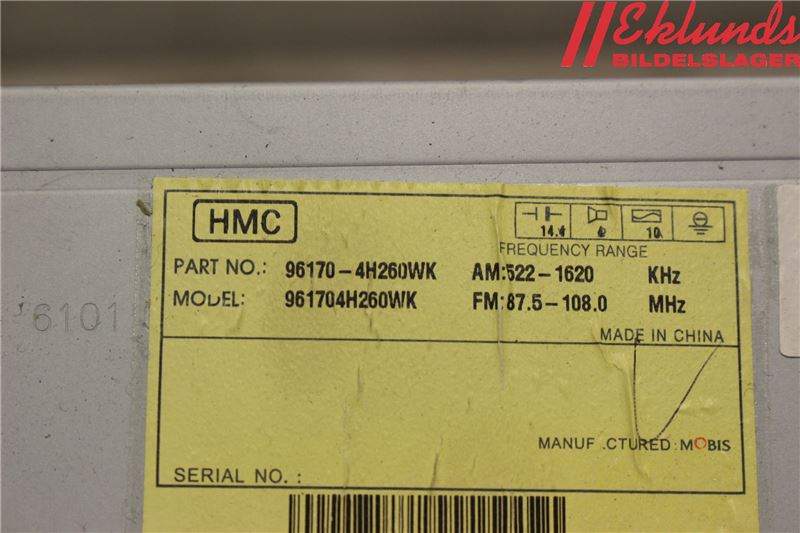 Eklunds
BILDELSLAGER
HMC
14.4 10
FREQUENCY RANGE
PART NO.: 96170-4H260WK AM:522-1620 KHz
MODEL: 961704H260WK FM:87.5-108.0 MHz
6101
MADE IN CHINA
MANUF CTURED:MOBIS
SERIAL NO.: